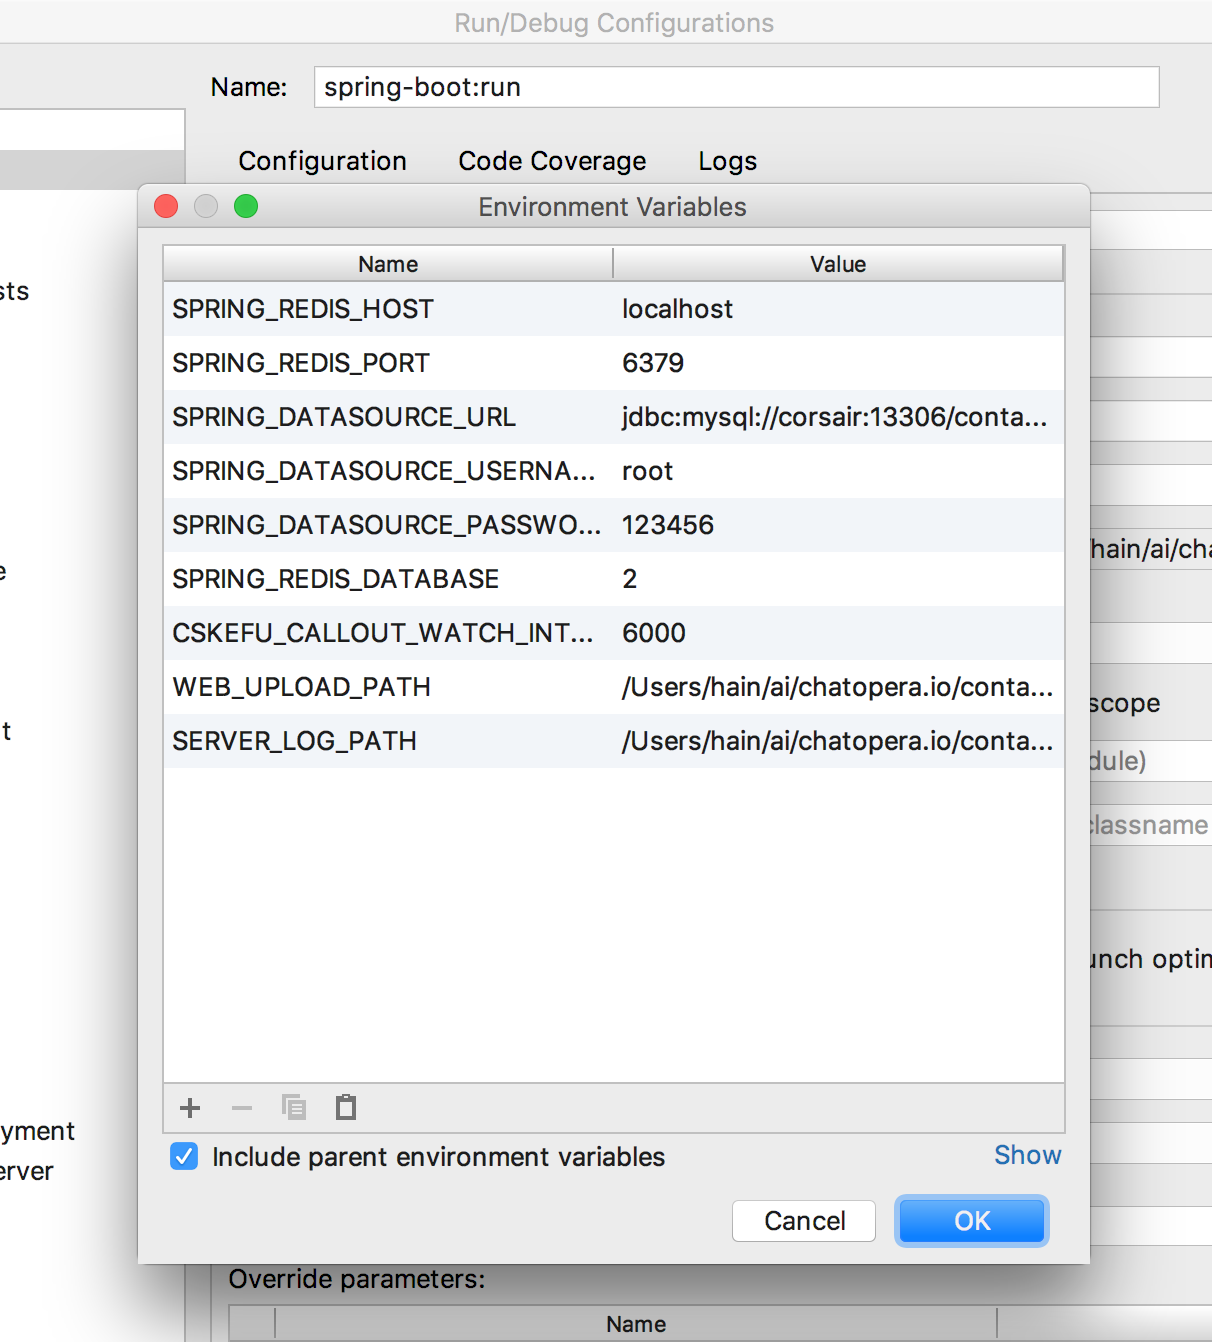 Run/Debug Configurations
Name: spring-boot:run
Configuration Code Coverage Logs
Environment Variables
Name Value
SPRING_REDIS_HOST localhost
SPRING_REDIS_PORT 6379
SPRING_DATASOURCE_URL jdbc:mysql://corsair:13306/conta...
SPRING_DATASOURCE_USERNA... root
SPRING_DATASOURCE_PASSWO... 123456
SPRING_REDIS_DATABASE 2
CSKEFU_CALLOUT_WATCH_INT... 6000
WEB_UPLOAD_PATH /Users/hain/ai/chatopera.io/conta...
SERVER_LOG_PATH /Users/hain/ai/chatopera.io/conta...
sts
hain/ai/cha
e
scope
t
dule)
classname
unch optim
yment
erver
Include parent environment variables Show
Cancel OK
Override parameters:
Name